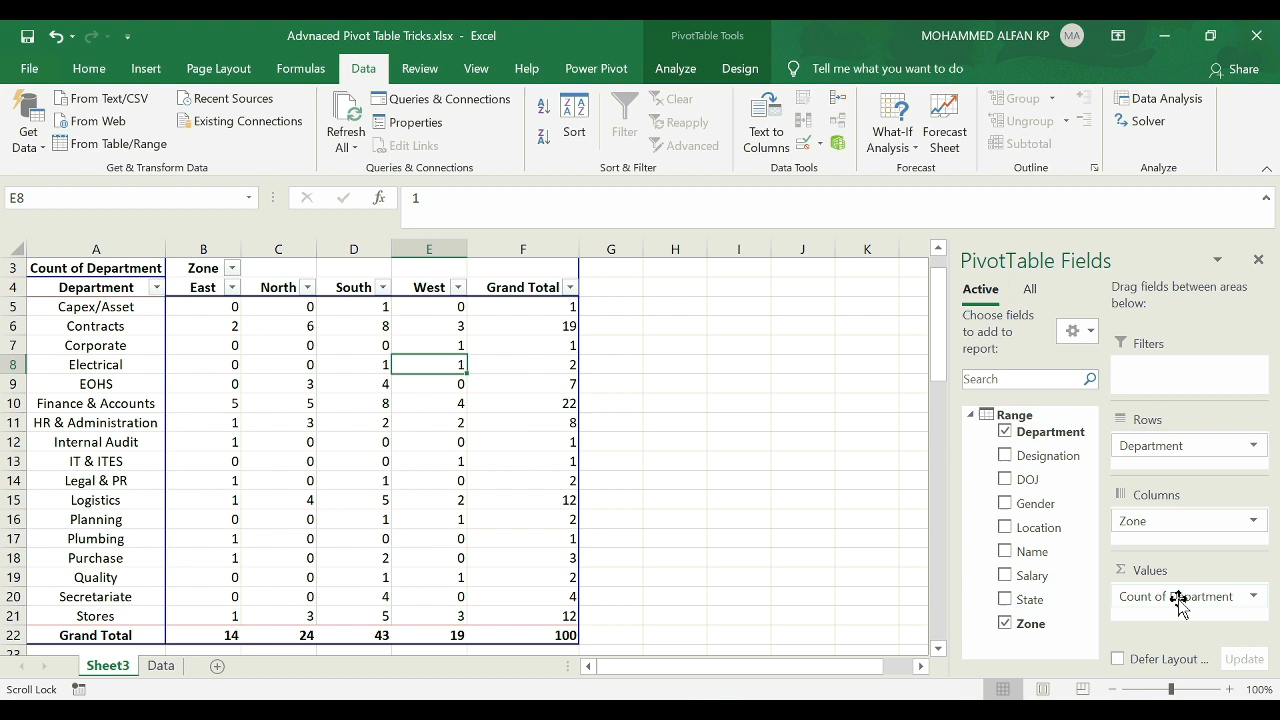 Advnaced Pivot Table Tricks.xlsx - Excel
PivotTable Tools
MOHAMMED ALFAN KP
MA
File
Home
Insert
Page Layout
Formulas
Data
Review
View
Help
Power Pivot
Analyze
Design
Tell me what you want to do
Share
Get Data
From Text/CSV
From Web
From Table/Range
Recent Sources
Existing Connections
Get & Transform Data
Refresh All
Queries & Connections
Properties
Edit Links
Queries & Connections
Sort
Filter
Clear
Reapply
Advanced
Sort & Filter
Text to Columns
Data Tools
What-If Analysis
Forecast Sheet
Forecast
Group
Ungroup
Subtotal
Outline
Data Analysis
Solver
Analyze
E8
fx
1
A B C D E F G H I J K
3 Count of Department Zone
4 Department East North South West Grand Total
5 Capex/Asset 0 0 1 0 1
6 Contracts 2 6 8 3 19
7 Corporate 0 0 0 1 1
8 Electrical 0 0 1 1 2
9 EOHS 0 3 4 0 7
10 Finance & Accounts 5 5 8 4 22
11 HR & Administration 1 3 2 2 8
12 Internal Audit 1 0 0 0 1
13 IT & ITES 0 0 0 1 1
14 Legal & PR 1 0 1 0 2
15 Logistics 1 4 5 2 12
16 Planning 0 0 1 1 2
17 Plumbing 1 0 0 0 1
18 Purchase 1 0 2 0 3
19 Quality 0 0 1 1 2
20 Secretariate 0 0 4 0 4
21 Stores 1 3 5 3 12
22 Grand Total 14 24 43 19 100
23
Sheet3
Data
Scroll Lock
100%
PivotTable Fields
Active
All
Choose fields
to add to
report:
Search
Range
Department
Designation
DOJ
Gender
Location
Name
Salary
State
Zone
Drag fields between areas
below:
Filters
Rows
Department
Columns
Zone
Values
Count of Department
Defer Layout ...
Update